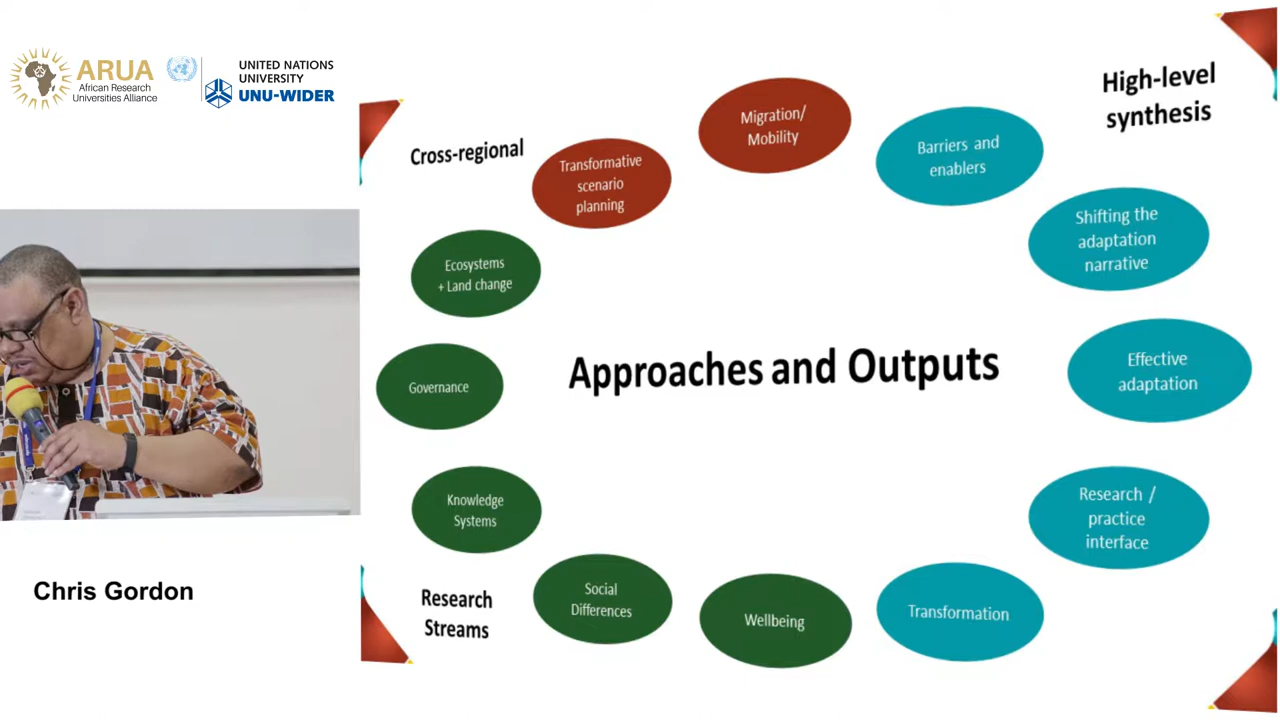 ARUA
African Research
Universities Alliance
UNITED NATIONS
UNIVERSITY
UNU-WIDER
High-level
synthesis
Cross-regional
Migration/
Mobility
Barriers and
enablers
Transformative
scenario
planning
Shifting the
adaptation
narrative
Ecosystems
+ Land change
Approaches and Outputs
Effective
adaptation
Governance
Knowledge
Systems
Research /
practice
interface
Social
Differences
Wellbeing
Transformation
Research
Streams
Chris Gordon